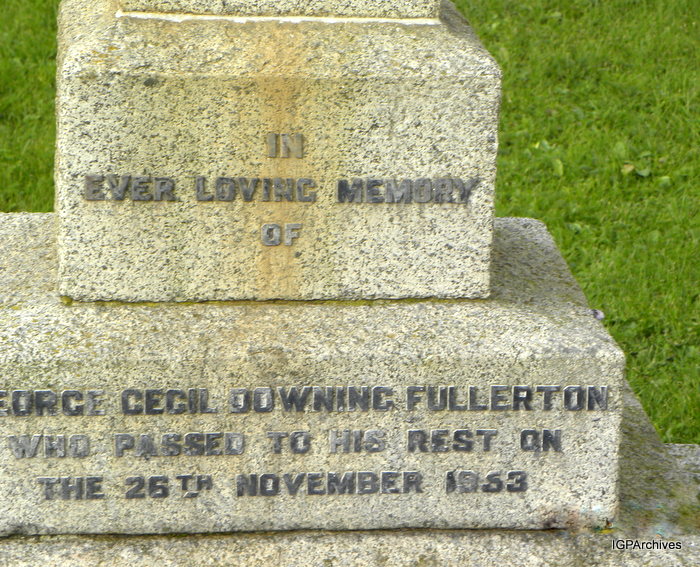 IN
EVER LOVING MEMORY
OF
EORGE CECIL DOWNING FULLERTON
WHO PASSED TO HIS REST ON
THE 26TH NOVEMBER 1953
IGPArchives